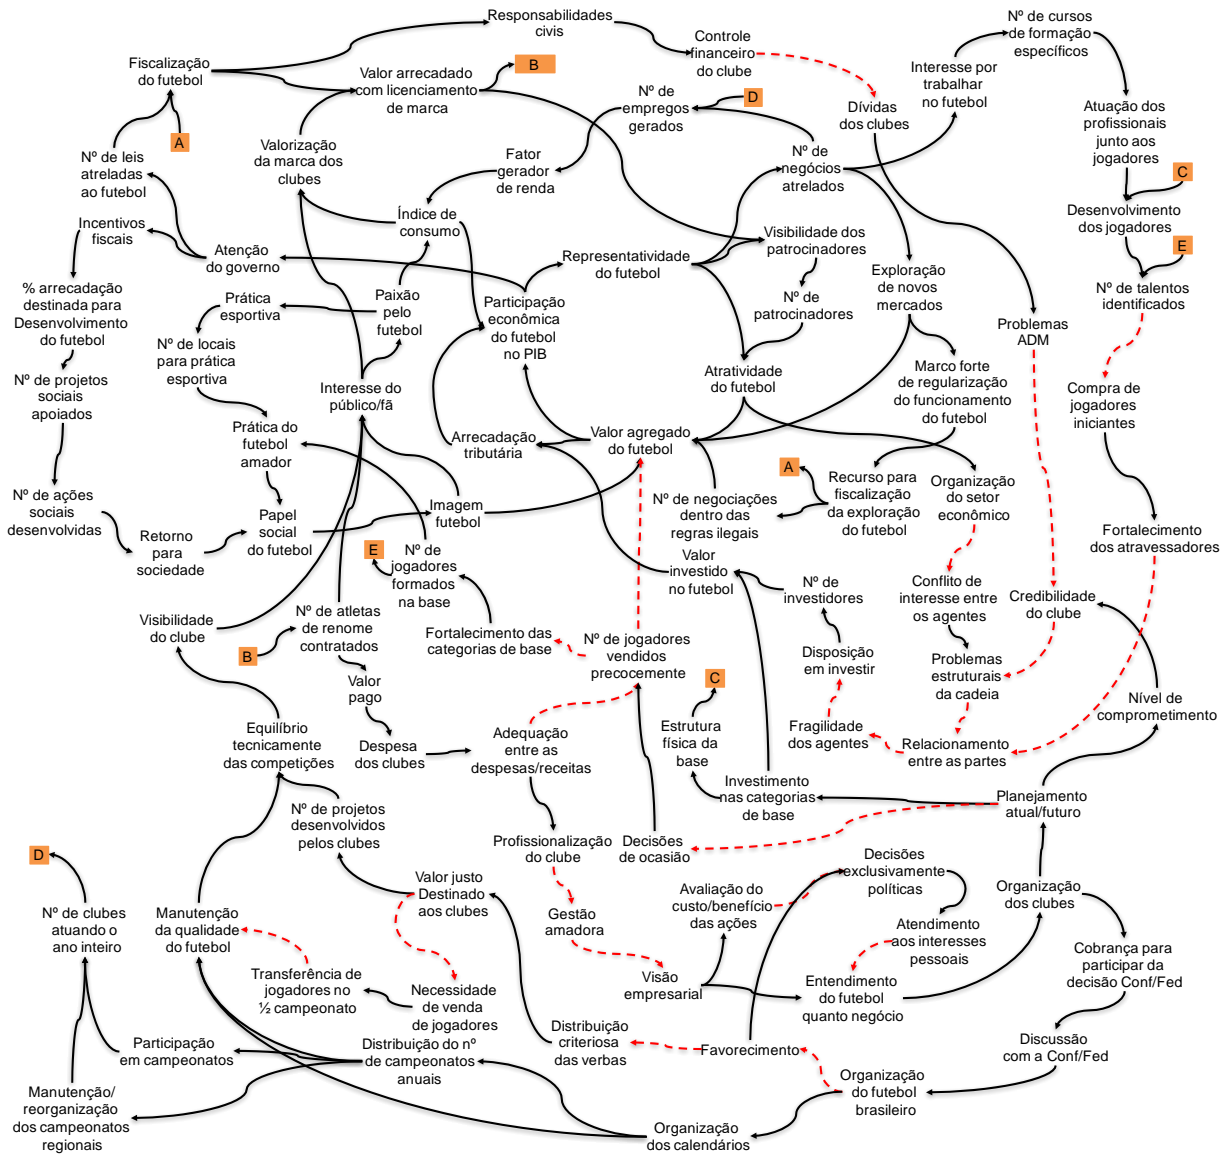 Responsabilidades
civis
Nº de cursos
de formação
específicos
Controle
financeiro
do clube
Fiscalização
do futebol
B
Valor arrecadado
com licenciamento
de marca
Interesse por
trabalhar
no futebol
Nº de
empregos
gerados
D
Dívidas
dos clubes
Atuação dos
profissionais
junto aos
jogadores
A
Nº de leis
atreladas
ao futebol
Valorização
da marca dos
clubes
Fator
gerador
de renda
Nº de
negócios
atrelados
C
Desenvolvimento
dos jogadores
Incentivos
fiscais
Índice de
consumo
Visibilidade dos
patrocinadores
E
Atenção
do governo
Representatividade
do futebol
Exploração
de novos
mercados
Nº de talentos
identificados
% arrecadação
destinada para
Desenvolvimento
do futebol
Prática
esportiva
Paixão
pelo
futebol
Participação
econômica
do futebol
no PIB
Nº de
patrocinadores
Problemas
ADM
Nº de locais
para prática
esportiva
Nº de projetos
sociais
apoiados
Interesse do
público/fã
Atratividade
do futebol
Marco forte
de regularização
do funcionamento
do futebol
Compra de
jogadores
iniciantes
Prática do
futebol
amador
Arrecadação
tributária
Valor agregado
do futebol
A
Recurso para
fiscalização
da exploração
do futebol
Organização
do setor
econômico
Nº de ações
sociais
desenvolvidas
Papel
social
do futebol
Imagem
futebol
Nº de negociações
dentro das
regras ilegais
Fortalecimento
dos atravessadores
Retorno
para
sociedade
E
Nº de
jogadores
formados
na base
Valor
investido
no futebol
Nº de
investidores
Conflito de
interesse entre
os agentes
Credibilidade
do clube
Visibilidade
do clube
B
Nº de atletas
de renome
contratados
Fortalecimento das
categorias de base
Nº de jogadores
vendidos
precocemente
Disposição
em investir
Problemas
estruturais
da cadeia
Valor
pago
C
Nível de
comprometimento
Equilíbrio
tecnicamente
das competições
Despesa
dos clubes
Adequação
entre as
despesas/receitas
Estrutura
física da
base
Fragilidade
dos agentes
Relacionamento
entre as partes
Investimento
nas categorias
de base
Planejamento
atual/futuro
Nº de projetos
desenvolvidos
pelos clubes
Profissionalização
do clube
Decisões
de ocasião
Decisões
exclusivamente
políticas
D
Valor justo
Destinado
aos clubes
Avaliação do
custo/benefício
das ações
Organização
dos clubes
Nº de clubes
atuando o
ano inteiro
Manutenção
da qualidade
do futebol
Gestão
amadora
Atendimento
aos interesses
pessoais
Cobrança para
participar da
decisão Conf/Fed
Transferência de
jogadores no
½ campeonato
Necessidade
de venda
de jogadores
Visão
empresarial
Entendimento
do futebol
quanto negócio
Participação
em campeonatos
Distribuição do nº
de campeonatos
anuais
Distribuição
criteriosa
das verbas
Favorecimento
Discussão
com a Conf/Fed
Manutenção/
reorganização
dos campeonatos
regionais
Organização
do futebol
brasileiro
Organização
dos calendários